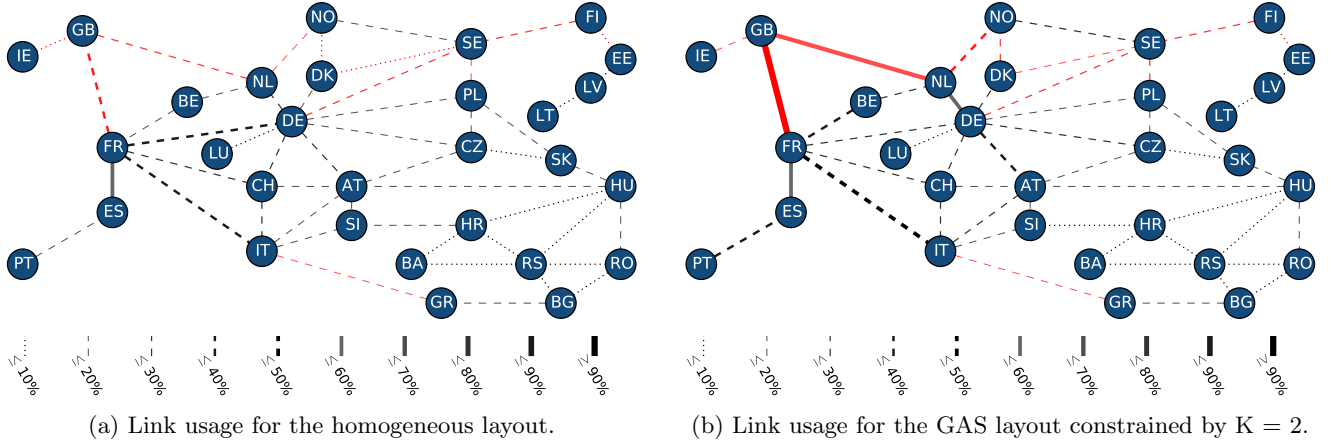 NO
FI
GB
SE
EE
IE
DK
NL
LV
PL
BE
LT
DE
FR
LU
CZ
SK
CH
AT
HU
ES
SI
HR
IT
PT
BA
RS
RO
GR
BG
≤ 10%
≤ 20%
≤ 30%
≤ 40%
≤ 50%
≤ 60%
≤ 70%
≤ 80%
≤ 90%
≥ 90%
(a) Link usage for the homogeneous layout.
NO
FI
GB
SE
EE
IE
DK
NL
LV
PL
BE
LT
DE
FR
LU
CZ
SK
CH
AT
HU
ES
SI
HR
IT
PT
BA
RS
RO
GR
BG
≤ 10%
≤ 20%
≤ 30%
≤ 40%
≤ 50%
≤ 60%
≤ 70%
≤ 80%
≤ 90%
≥ 90%
(b) Link usage for the GAS layout constrained by K = 2.